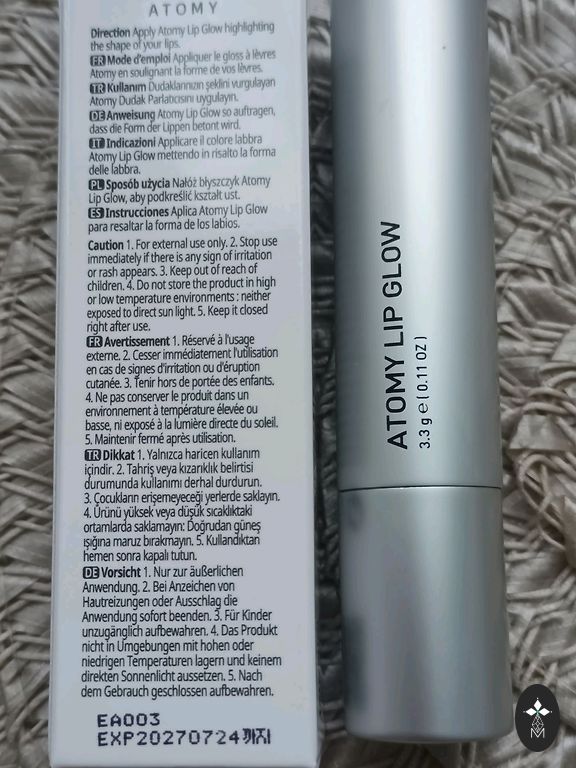 ATOMY
Direction Apply Atomy Lip Glow highlighting
the shape of your lips.
FR Mode d'emploi Appliquer le gloss à lèvres
Atomy en soulignant la forme de vos lèvres.
TR Kullanım Dudaklarınızın şeklini vurgulayan
Atomy Dudak Parlatıcısını uygulayın.
DE Anweisung Atomy Lip Glow so auftragen,
dass die Form der Lippen betont wird.
IT Indicazioni Applicare il colore labbra
Atomy Lip Glow mettendo in risalto la forma
delle labbra.
PL Sposób użycia Nałóż błyszczyk Atomy
Lip Glow, aby podkreślić kształt ust.
ES Instrucciones Aplica Atomy Lip Glow
para resaltar la forma de los labios.
Caution 1. For external use only. 2. Stop use
immediately if there is any sign of irritation
or rash appears. 3. Keep out of reach of
children. 4. Do not store the product in high
or low temperature environments : neither
exposed to direct sun light. 5. Keep it closed
right after use.
FR Avertissement 1. Réservé à l'usage
externe. 2. Cesser immédiatement l'utilisation
en cas de signes d'irritation ou d'éruption
cutanée. 3. Tenir hors de portée des enfants.
4. Ne pas conserver le produit dans un
environnement à température élevée ou
basse, ni exposé à la lumière directe du soleil.
5. Maintenir fermé après utilisation.
TR Dikkat 1. Yalnızca haricen kullanım
içindir. 2. Tahriş veya kızarıklık belirtisi
durumunda kullanımı derhal durdurun.
3. Çocukların erişemeyeceği yerlerde saklayın.
4. Ürünü yüksek veya düşük sıcaklıktaki
ortamlarda saklamayın: Doğrudan güneş
ışığına maruz bırakmayın. 5. Kullandıktan
hemen sonra kapalı tutun.
DE Vorsicht 1. Nur zur äußerlichen
Anwendung. 2. Bei Anzeichen von
Hautreizungen oder Ausschlag die
Anwendung sofort beenden. 3. Für Kinder
unzugänglich aufbewahren. 4. Das Produkt
nicht in Umgebungen mit hohen oder
niedrigen Temperaturen lagern und keinem
direkten Sonnenlicht aussetzen. 5. Nach
dem Gebrauch geschlossen aufbewahren.
EA003
EXP20270724까지
ATOMY LIP GLOW
3.3 g ℮ ( 0.11 OZ )
M